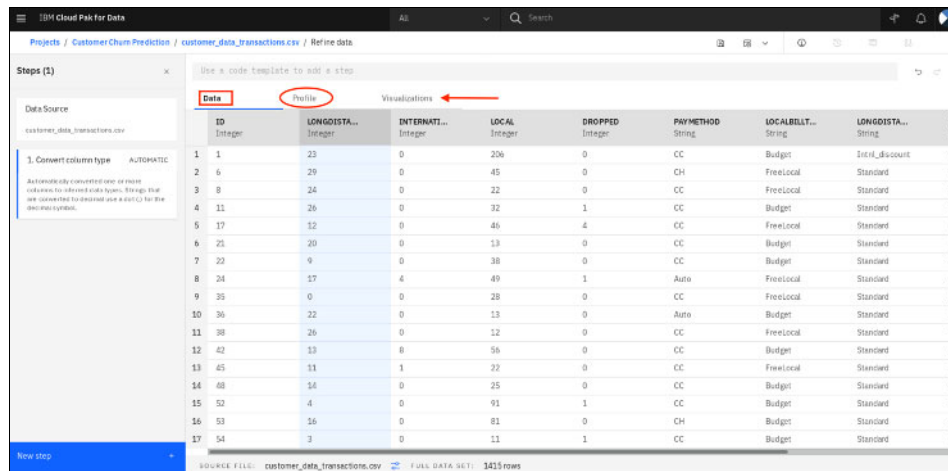 IBM Cloud Pak for Data
All
Search
Projects / Customer Churn Prediction / customer_data_transactions.csv / Refine data
Steps (1)
Use a code template to add a step
Data Profile Visualizations
Data Source
customer_data_transactions.csv
1. Convert column type AUTOMATIC
Automatically converted one or more
columns to inferred data types. Strings that
are converted to decimal use a dot (.) for the
decimal symbol.
ID LONGDISTA... INTERNATI... LOCAL DROPPED PAYMETHOD LOCALBILLT... LONGDISTA...
Integer Integer Integer Integer Integer String String String
1 1 23 0 206 0 CC Budget Intnl_discount
2 6 29 0 45 0 CH FreeLocal Standard
3 8 24 0 22 0 CC FreeLocal Standard
4 11 26 0 32 1 CC Budget Standard
5 17 12 0 46 4 CC FreeLocal Standard
6 21 20 0 13 0 CC Budget Standard
7 22 9 0 38 0 CC Budget Standard
8 24 17 4 49 1 Auto FreeLocal Standard
9 35 0 0 28 0 CC FreeLocal Standard
10 36 22 0 13 0 Auto Budget Standard
11 38 26 0 12 0 CC FreeLocal Standard
12 42 13 8 56 0 CC Budget Standard
13 45 11 1 22 0 CC FreeLocal Standard
14 48 14 0 25 0 CC Budget Standard
15 52 4 0 91 1 CC Budget Standard
16 53 16 0 81 0 CH Budget Standard
17 54 3 0 11 1 CC Budget Standard
New step +
SOURCE FILE: customer_data_transactions.csv FULL DATA SET: 1415 rows